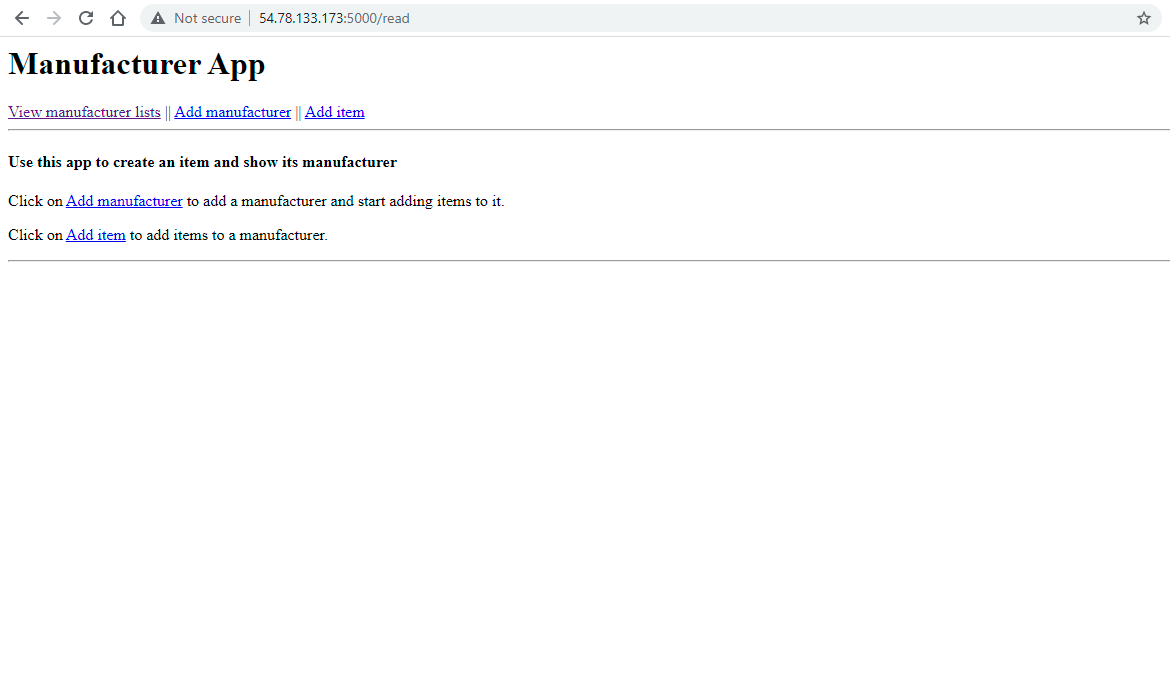 Not secure | 54.78.133.173:5000/read
Manufacturer App
View manufacturer lists || Add manufacturer || Add item
Use this app to create an item and show its manufacturer
Click on Add manufacturer to add a manufacturer and start adding items to it.
Click on Add item to add items to a manufacturer.